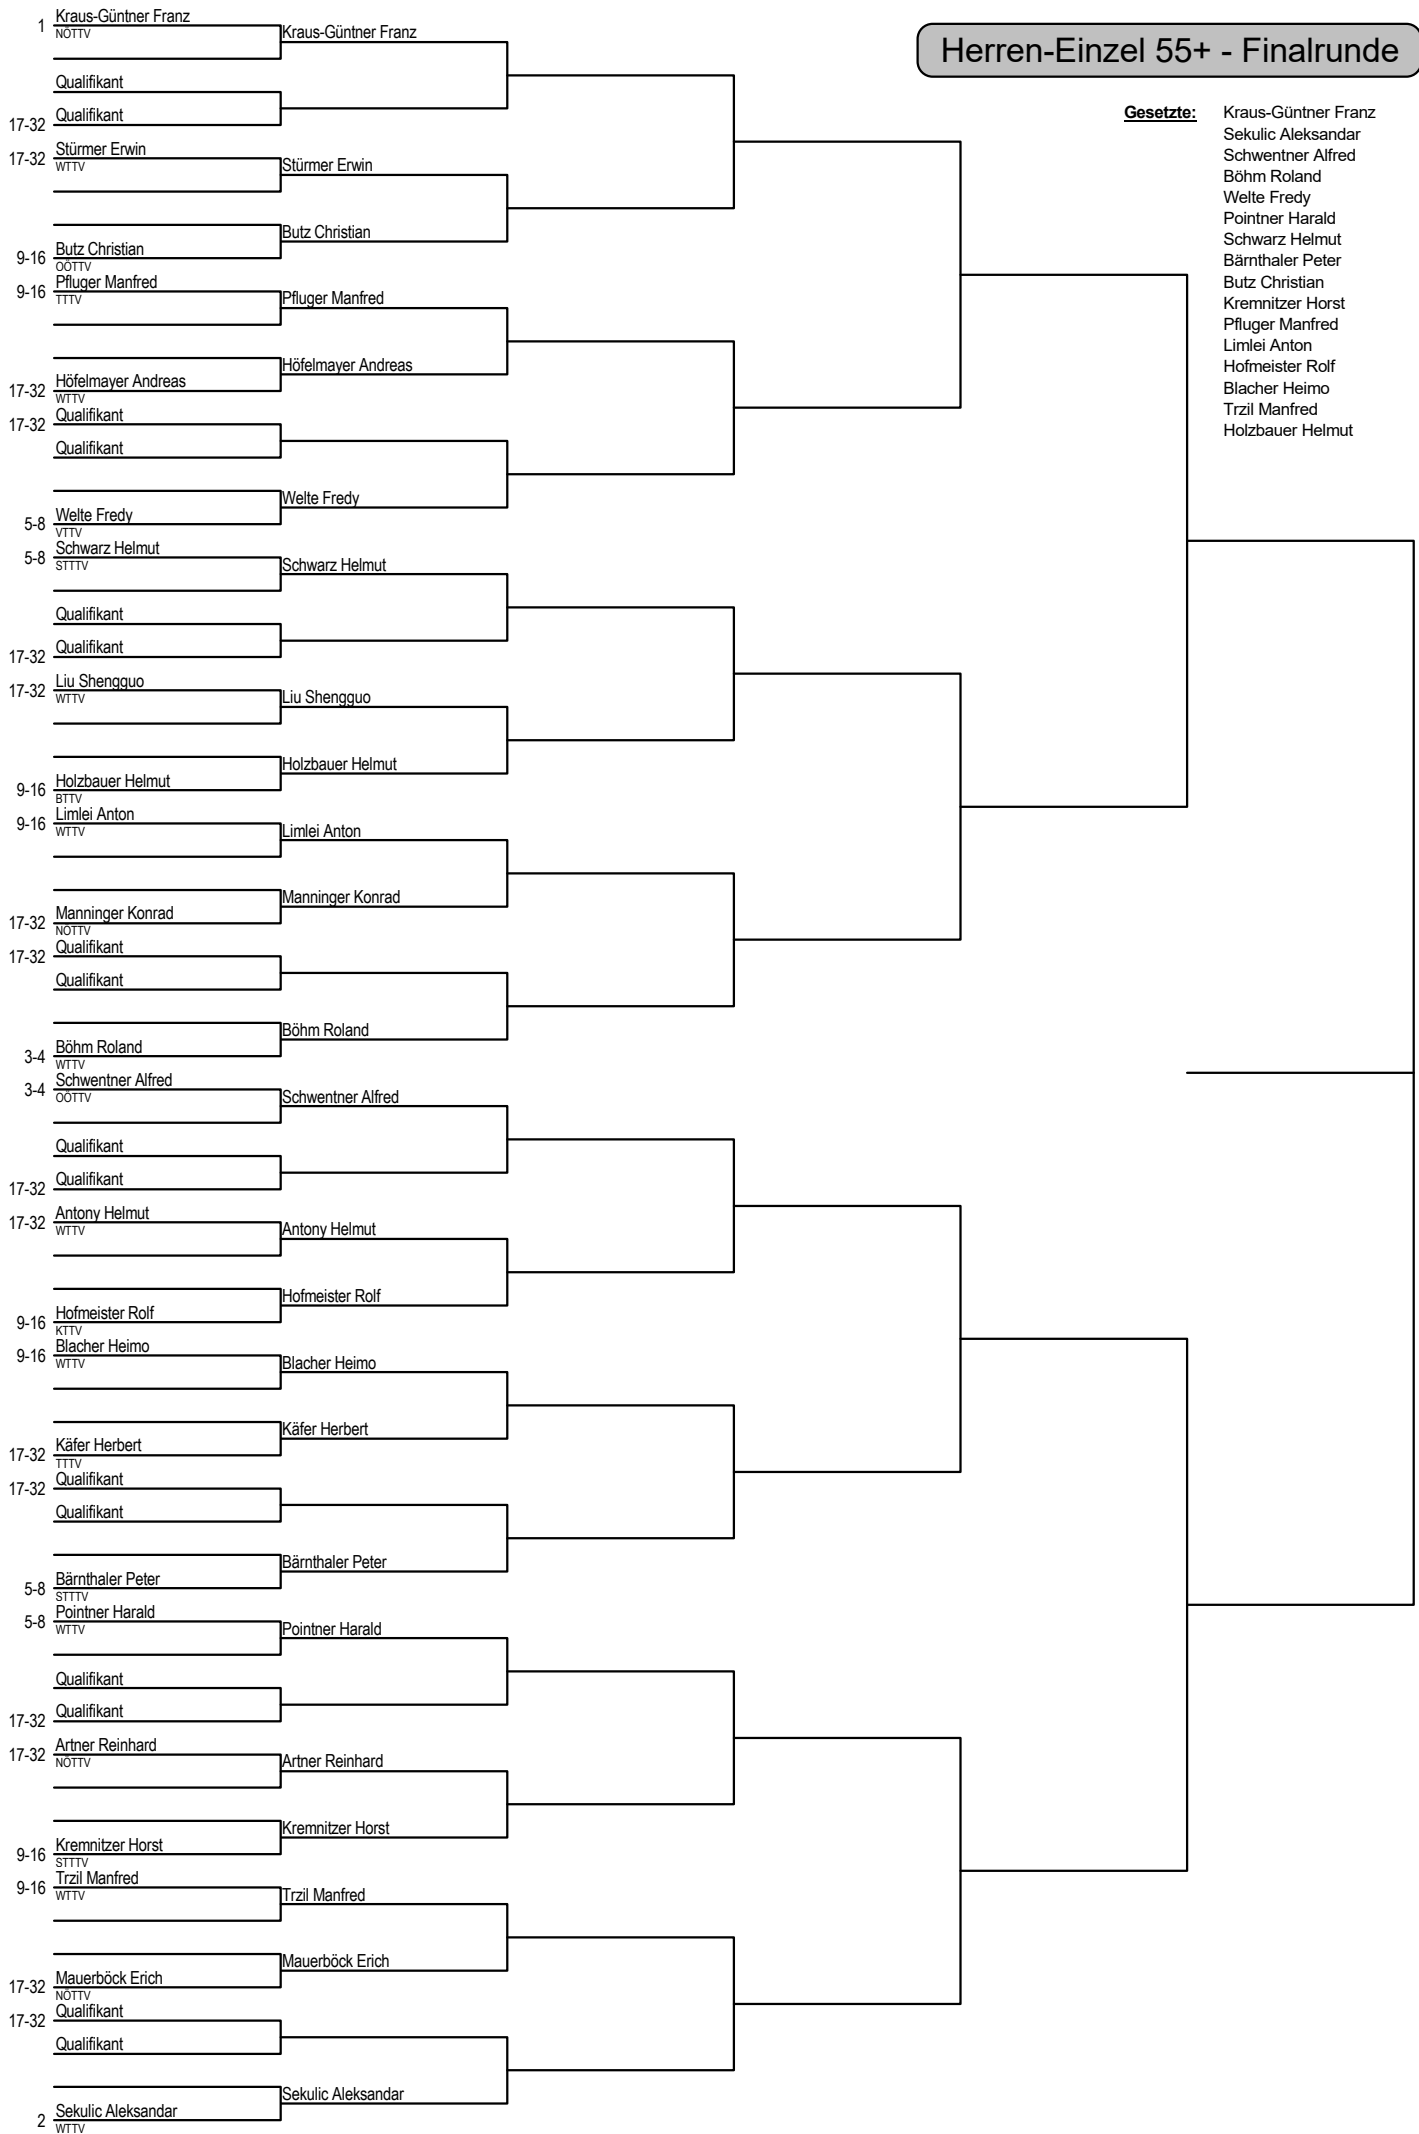 Herren-Einzel 55+ - Finalrunde
Gesetzte: Kraus-Güntner Franz
Sekulic Aleksandar
Schwentner Alfred
Böhm Roland
Welte Fredy
Pointner Harald
Schwarz Helmut
Bärnthaler Peter
Butz Christian
Kremnitzer Horst
Pfluger Manfred
Limlei Anton
Hofmeister Rolf
Blacher Heimo
Trzil Manfred
Holzbauer Helmut
1 Kraus-Güntner Franz
NÖTTV
Kraus-Güntner Franz
Qualifikant
17-32 Qualifikant
17-32 Stürmer Erwin
WTTV
Stürmer Erwin
Butz Christian
9-16 Butz Christian
OÖTTV
9-16 Pfluger Manfred
TTTV
Pfluger Manfred
Höfelmayer Andreas
17-32 Höfelmayer Andreas
WTTV
17-32 Qualifikant
Qualifikant
Welte Fredy
5-8 Welte Fredy
VTTV
5-8 Schwarz Helmut
STTTV
Schwarz Helmut
Qualifikant
17-32 Qualifikant
17-32 Liu Shengguo
WTTV
Liu Shengguo
Holzbauer Helmut
9-16 Holzbauer Helmut
BTTV
9-16 Limlei Anton
WTTV
Limlei Anton
Manninger Konrad
17-32 Manninger Konrad
NÖTTV
17-32 Qualifikant
Qualifikant
Böhm Roland
3-4 Böhm Roland
WTTV
3-4 Schwentner Alfred
OÖTTV
Schwentner Alfred
Qualifikant
17-32 Qualifikant
17-32 Antony Helmut
WTTV
Antony Helmut
Hofmeister Rolf
9-16 Hofmeister Rolf
KTTV
9-16 Blacher Heimo
WTTV
Blacher Heimo
Käfer Herbert
17-32 Käfer Herbert
TTTV
17-32 Qualifikant
Qualifikant
Bärnthaler Peter
5-8 Bärnthaler Peter
STTTV
5-8 Pointner Harald
WTTV
Pointner Harald
Qualifikant
17-32 Qualifikant
17-32 Artner Reinhard
NÖTTV
Artner Reinhard
Kremnitzer Horst
9-16 Kremnitzer Horst
STTTV
9-16 Trzil Manfred
WTTV
Trzil Manfred
Mauerböck Erich
17-32 Mauerböck Erich
NÖTTV
17-32 Qualifikant
Qualifikant
Sekulic Aleksandar
2 Sekulic Aleksandar
WTTV